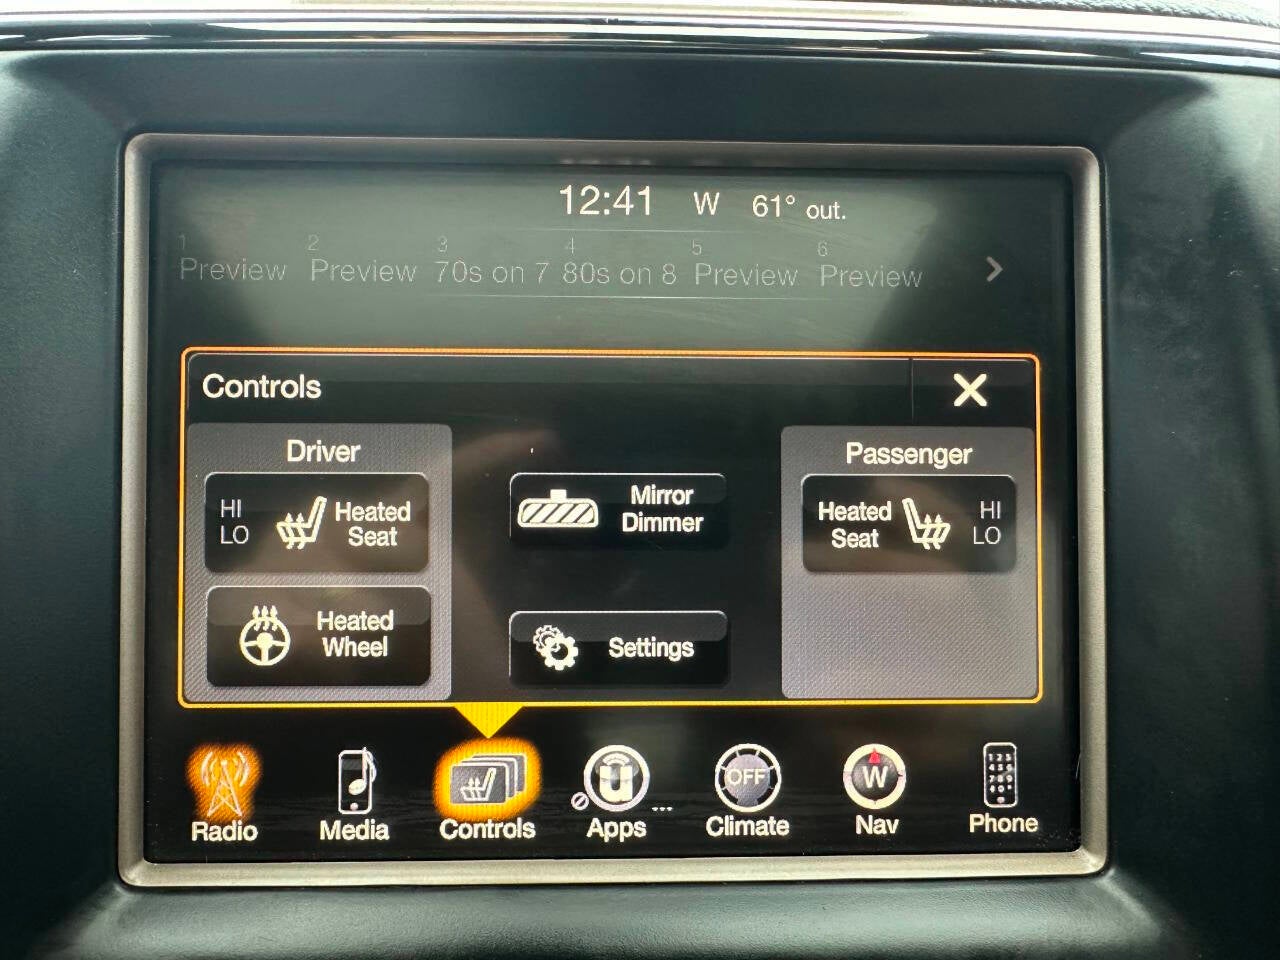 12:41 W 61° out.
1 2 3 4 5 6
Preview Preview 70s on 7 80s on 8 Preview Preview
Controls
Driver
HI
LO
Heated
Seat
Heated
Wheel
Mirror
Dimmer
Settings
Passenger
Heated
Seat
HI
LO
OFF
W
Radio Media Controls Apps Climate Nav Phone